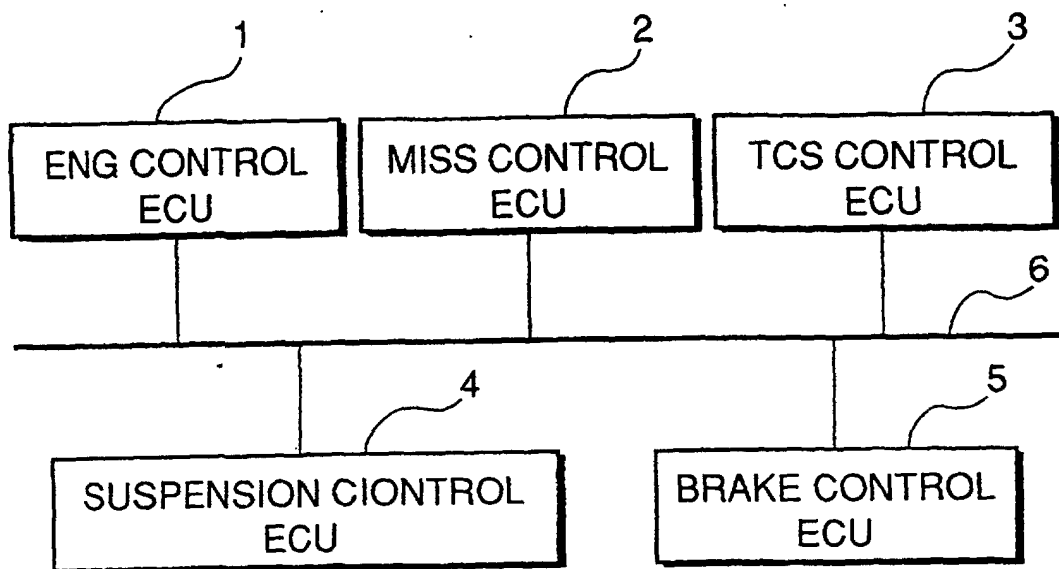 1
2
3
ENG CONTROL
ECU
MISS CONTROL
ECU
TCS CONTROL
ECU
6
4
5
SUSPENSION CIONTROL
ECU
BRAKE CONTROL
ECU